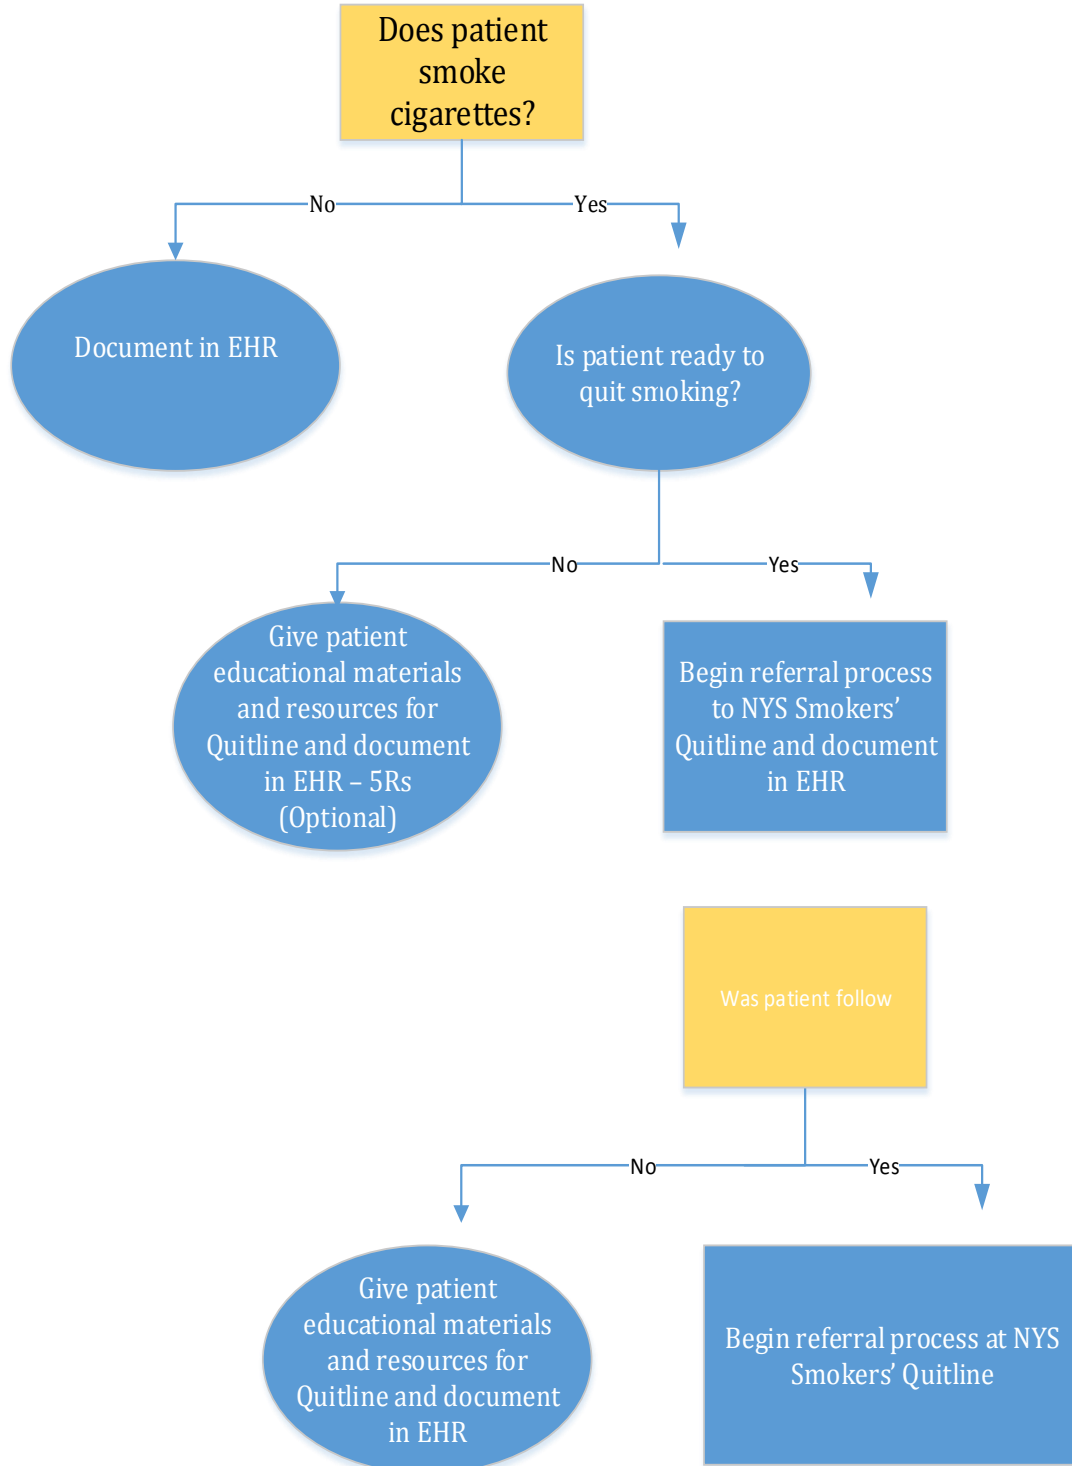 Does patient
smoke
cigarettes?
No
Yes
Document in EHR
Is patient ready to
quit smoking?
No
Yes
Give patient
educational materials
and resources for
Quitline and document
in EHR – 5Rs
(Optional)
Begin referral process
to NYS Smokers’
Quitline and document
in EHR
Was patient follow
No
Yes
Give patient
educational materials
and resources for
Quitline and document
in EHR
Begin referral process at NYS
Smokers’ Quitline